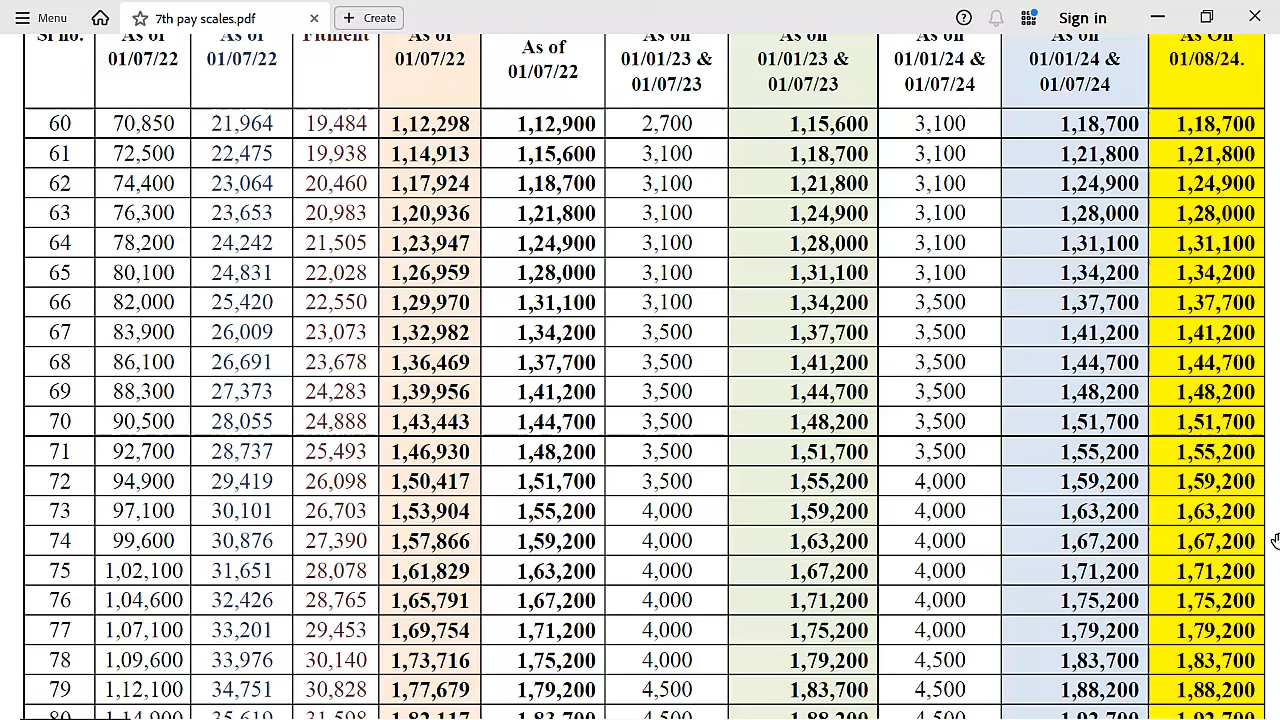 Menu 7th pay scales.pdf × + Create Sign in
Sl no. As of As of Fitment As of As of As on As on As on As on As On
01/07/22 01/07/22 01/07/22 01/07/22 01/01/23 & 01/01/23 & 01/01/24 & 01/01/24 & 01/08/24.
01/07/23 01/07/23 01/07/24 01/07/24
60 70,850 21,964 19,484 1,12,298 1,12,900 2,700 1,15,600 3,100 1,18,700 1,18,700
61 72,500 22,475 19,938 1,14,913 1,15,600 3,100 1,18,700 3,100 1,21,800 1,21,800
62 74,400 23,064 20,460 1,17,924 1,18,700 3,100 1,21,800 3,100 1,24,900 1,24,900
63 76,300 23,653 20,983 1,20,936 1,21,800 3,100 1,24,900 3,100 1,28,000 1,28,000
64 78,200 24,242 21,505 1,23,947 1,24,900 3,100 1,28,000 3,100 1,31,100 1,31,100
65 80,100 24,831 22,028 1,26,959 1,28,000 3,100 1,31,100 3,100 1,34,200 1,34,200
66 82,000 25,420 22,550 1,29,970 1,31,100 3,100 1,34,200 3,500 1,37,700 1,37,700
67 83,900 26,009 23,073 1,32,982 1,34,200 3,500 1,37,700 3,500 1,41,200 1,41,200
68 86,100 26,691 23,678 1,36,469 1,37,700 3,500 1,41,200 3,500 1,44,700 1,44,700
69 88,300 27,373 24,283 1,39,956 1,41,200 3,500 1,44,700 3,500 1,48,200 1,48,200
70 90,500 28,055 24,888 1,43,443 1,44,700 3,500 1,48,200 3,500 1,51,700 1,51,700
71 92,700 28,737 25,493 1,46,930 1,48,200 3,500 1,51,700 3,500 1,55,200 1,55,200
72 94,900 29,419 26,098 1,50,417 1,51,700 3,500 1,55,200 4,000 1,59,200 1,59,200
73 97,100 30,101 26,703 1,53,904 1,55,200 4,000 1,59,200 4,000 1,63,200 1,63,200
74 99,600 30,876 27,390 1,57,866 1,59,200 4,000 1,63,200 4,000 1,67,200 1,67,200
75 1,02,100 31,651 28,078 1,61,829 1,63,200 4,000 1,67,200 4,000 1,71,200 1,71,200
76 1,04,600 32,426 28,765 1,65,791 1,67,200 4,000 1,71,200 4,000 1,75,200 1,75,200
77 1,07,100 33,201 29,453 1,69,754 1,71,200 4,000 1,75,200 4,000 1,79,200 1,79,200
78 1,09,600 33,976 30,140 1,73,716 1,75,200 4,000 1,79,200 4,500 1,83,700 1,83,700
79 1,12,100 34,751 30,828 1,77,679 1,79,200 4,500 1,83,700 4,500 1,88,200 1,88,200
80 1,14,900 35,619 31,598 1,82,117 1,83,700 4,500 1,88,200 4,500 1,92,700 1,92,700